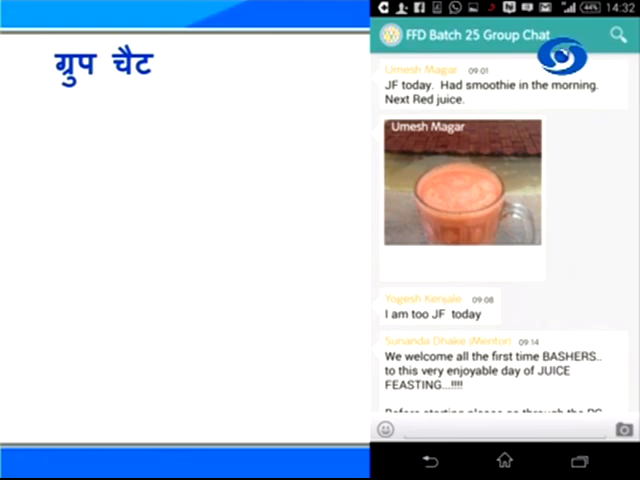 ग्रुप चैट
14:32
44%
FFD Batch 25 Group Chat
Umesh Magar 09:01
JF today. Had smoothie in the morning.
Next Red juice.
Umesh Magar
Yogesh Kenjale 09:08
I am too JF today
Sunanda Dhake (Mentor) 09:14
We welcome all the first time BASHERS..
to this very enjoyable day of JUICE
FEASTING...!!!!